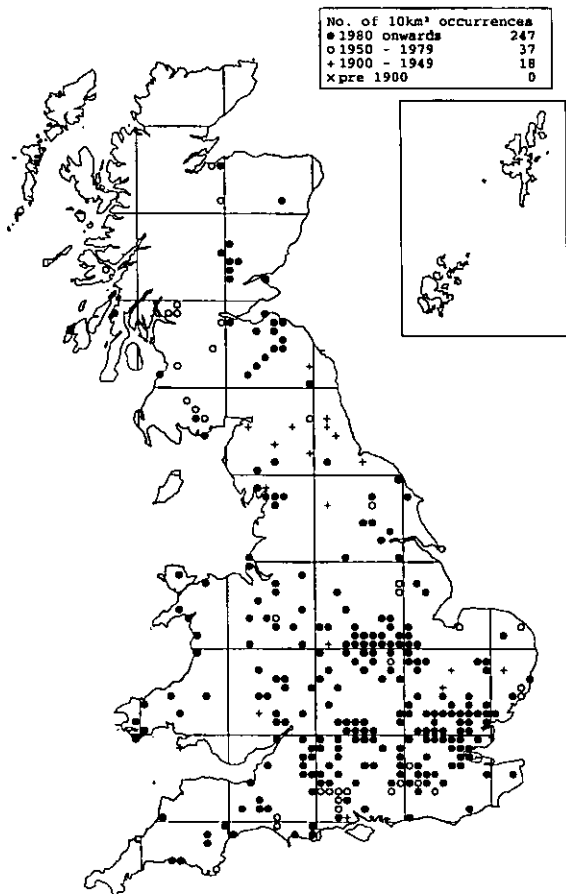 No. of 10km² occurrences
● 1980 onwards 247
○ 1950 - 1979 37
+ 1900 - 1949 18
× pre 1900 0